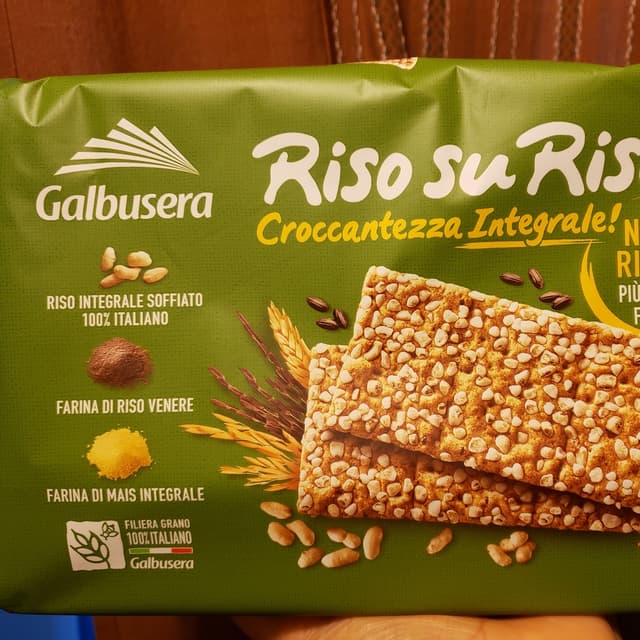 Galbusera
Riso su Ris
Croccantezza Integrale!
RISO INTEGRALE SOFFIATO
100% ITALIANO
FARINA DI RISO VENERE
FARINA DI MAIS INTEGRALE
FILIERA GRANO
100% ITALIANO
Galbusera
PIÙ